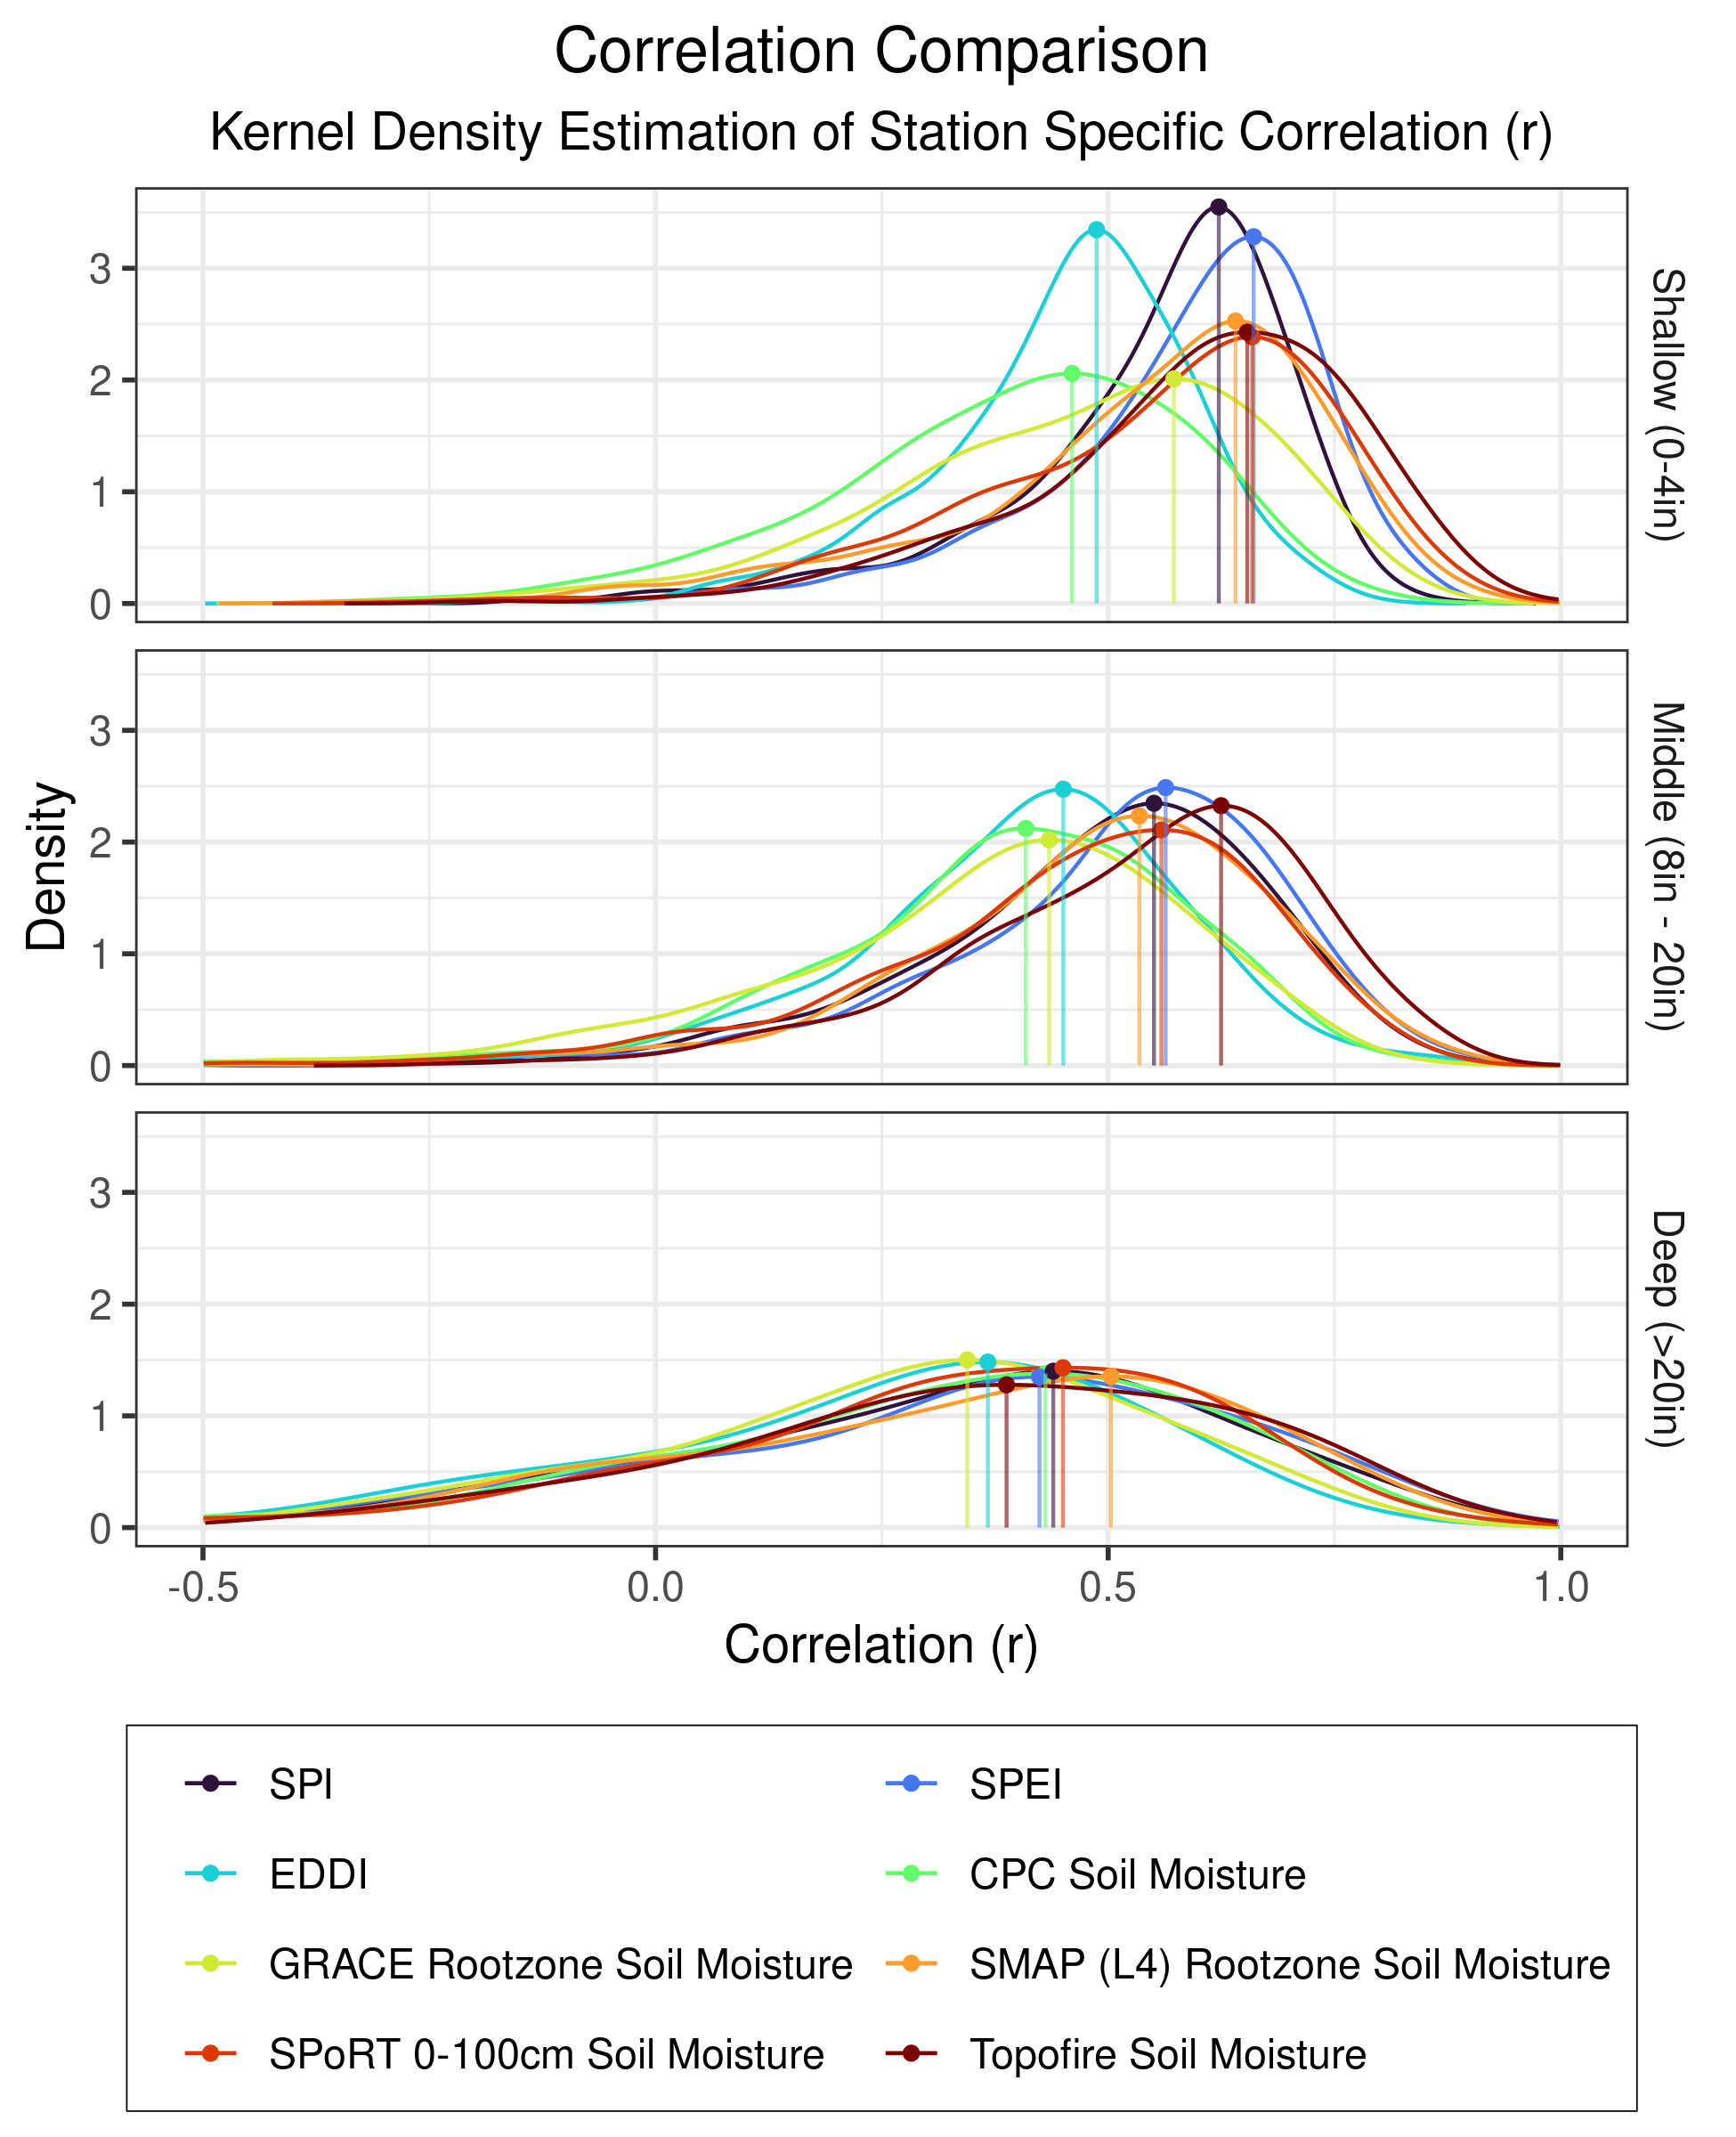 Correlation Comparison
Kernel Density Estimation of Station Specific Correlation (r)
3
2
1
0
Shallow (0-4in)
3
2
1
0
Middle (8in - 20in)
3
2
1
0
Deep (>20in)
Density
-0.5 0.0 0.5 1.0
Correlation (r)
SPI SPEI
EDDI CPC Soil Moisture
GRACE Rootzone Soil Moisture SMAP (L4) Rootzone Soil Moisture
SPoRT 0-100cm Soil Moisture Topofire Soil Moisture